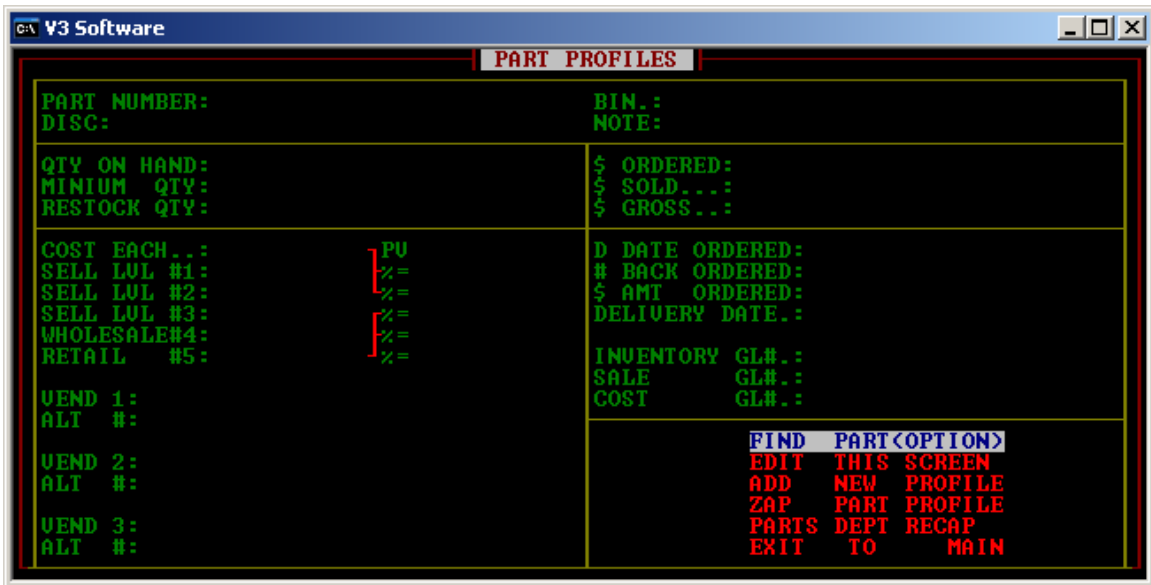 V3 Software
PART PROFILES
PART NUMBER:
DISC:
BIN.:
NOTE:
QTY ON HAND:
MINIUM QTY:
RESTOCK QTY:
$ ORDERED:
$ SOLD...:
$ GROSS..:
COST EACH..: PV
SELL LVL #1: %=
SELL LVL #2: %=
SELL LVL #3: %=
WHOLESALE#4: %=
RETAIL #5: %=
VEND 1:
ALT #:
VEND 2:
ALT #:
VEND 3:
ALT #:
D DATE ORDERED:
# BACK ORDERED:
$ AMT ORDERED:
DELIVERY DATE.:
INVENTORY GL#.:
SALE GL#.:
COST GL#.:
FIND PART(OPTION)
EDIT THIS SCREEN
ADD NEW PROFILE
ZAP PART PROFILE
PARTS DEPT RECAP
EXIT TO MAIN